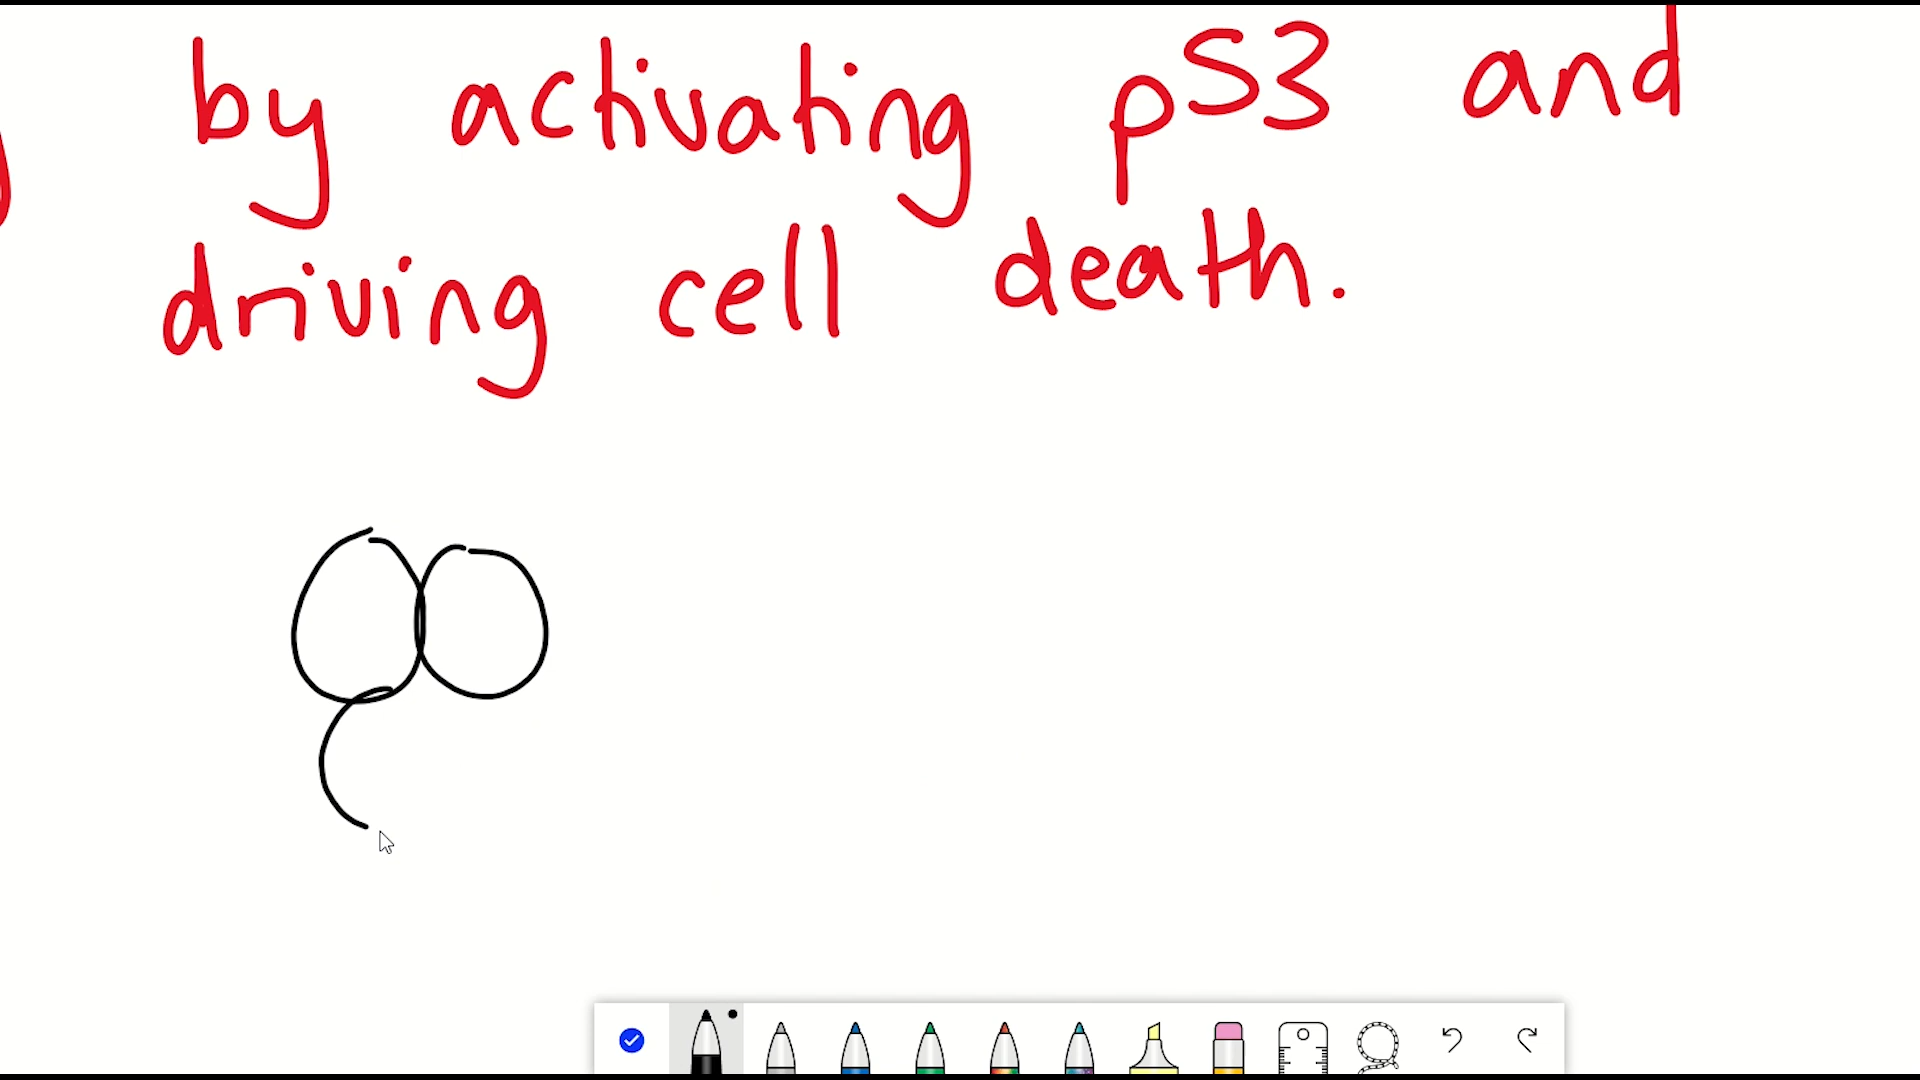 by activating p53 and
driving cell death.